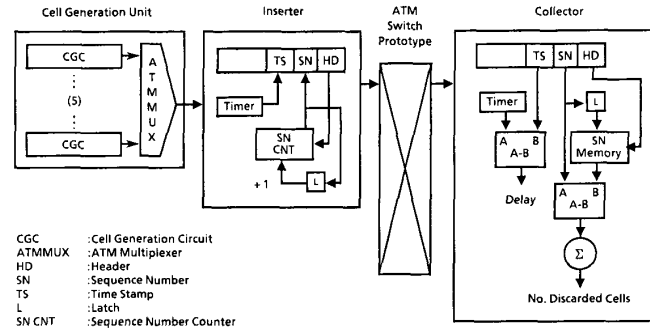 Cell Generation Unit
CGC
(5)
CGC
ATMMUX
Inserter
TS SN HD
Timer
SN
CNT
+1
L
ATM
Switch
Prototype
Collector
TS SN HD
Timer
L
A B
A-B
SN
Memory
Delay
A B
A-B
Σ
No. Discarded Cells
CGC :Cell Generation Circuit
ATMMUX :ATM Multiplexer
HD :Header
SN :Sequence Number
TS :Time Stamp
L :Latch
SN CNT :Sequence Number Counter